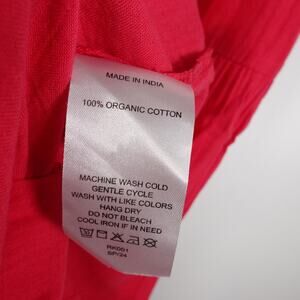 MADE IN INDIA
100% ORGANIC COTTON
MACHINE WASH COLD
GENTLE CYCLE
WASH WITH LIKE COLORS
HANG DRY
DO NOT BLEACH
COOL IRON IF IN NEED
RK001
SP/24